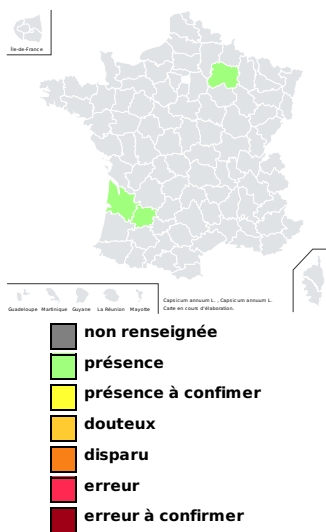 Île-de-France
Guadeloupe Martinique Guyane La Réunion Mayotte
Capsicum annuum L. , Capsicum annuum L.
Carte en cours d'élaboration.
non renseignée
présence
présence à confimer
douteux
disparu
erreur
erreur à confirmer